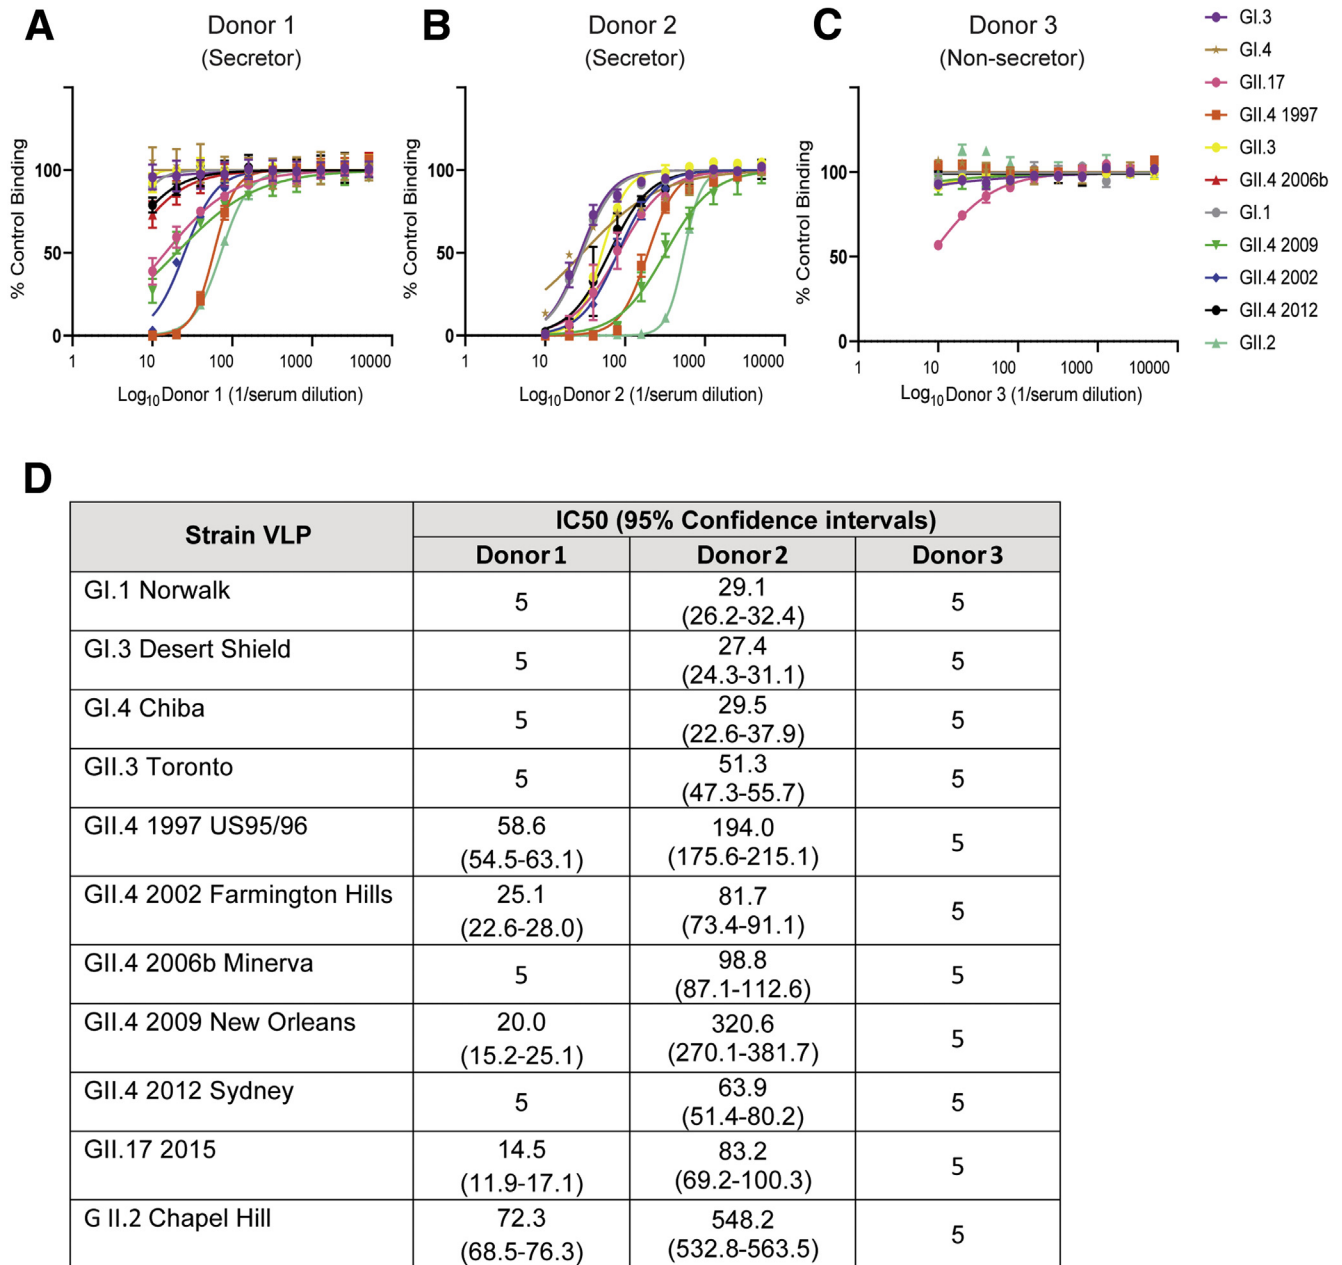 A
Donor 1
(Secretor)
% Control Binding
100
50
0
1
10
100
1000
10000
Log10 Donor 1 (1/serum dilution)
B
Donor 2
(Secretor)
% Control Binding
100
50
0
1
10
100
1000
10000
Log10 Donor 2 (1/serum dilution)
C
Donor 3
(Non-secretor)
% Control Binding
100
50
0
1
10
100
1000
10000
Log10 Donor 3 (1/serum dilution)
GI.3
GI.4
GII.17
GII.4 1997
GII.3
GII.4 2006b
GI.1
GII.4 2009
GII.4 2002
GII.4 2012
GII.2
D
Strain VLP
IC50 (95% Confidence intervals)
Donor 1
Donor 2
Donor 3
GI.1 Norwalk
5
29.1
(26.2-32.4)
5
GI.3 Desert Shield
5
27.4
(24.3-31.1)
5
GI.4 Chiba
5
29.5
(22.6-37.9)
5
GII.3 Toronto
5
51.3
(47.3-55.7)
5
GII.4 1997 US95/96
58.6
(54.5-63.1)
194.0
(175.6-215.1)
5
GII.4 2002 Farmington Hills
25.1
(22.6-28.0)
81.7
(73.4-91.1)
5
GII.4 2006b Minerva
5
98.8
(87.1-112.6)
5
GII.4 2009 New Orleans
20.0
(15.2-25.1)
320.6
(270.1-381.7)
5
GII.4 2012 Sydney
5
63.9
(51.4-80.2)
5
GII.17 2015
14.5
(11.9-17.1)
83.2
(69.2-100.3)
5
G II.2 Chapel Hill
72.3
(68.5-76.3)
548.2
(532.8-563.5)
5